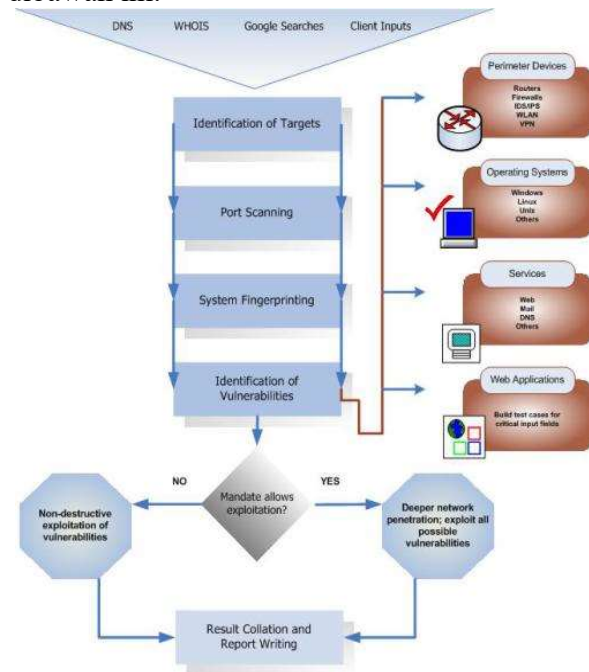 DNS WHOIS Google Searches Client Inputs
Identification of Targets
Port Scanning
System Fingerprinting
Identification of
Vulnerabilities
Perimeter Devices
Routers
Firewalls
IDS/IPS
WLAN
VPN
Operating Systems
Windows
Linux
Unix
Others
Services
Web
Mail
DNS
Others
Web Applications
Build test cases for
critical input fields
Mandate allows
exploitation?
NO
YES
Non-destructive
exploitation of
vulnerabilities
Deeper network
penetration; exploit all
possible
vulnerabilities
Result Collation and
Report Writing